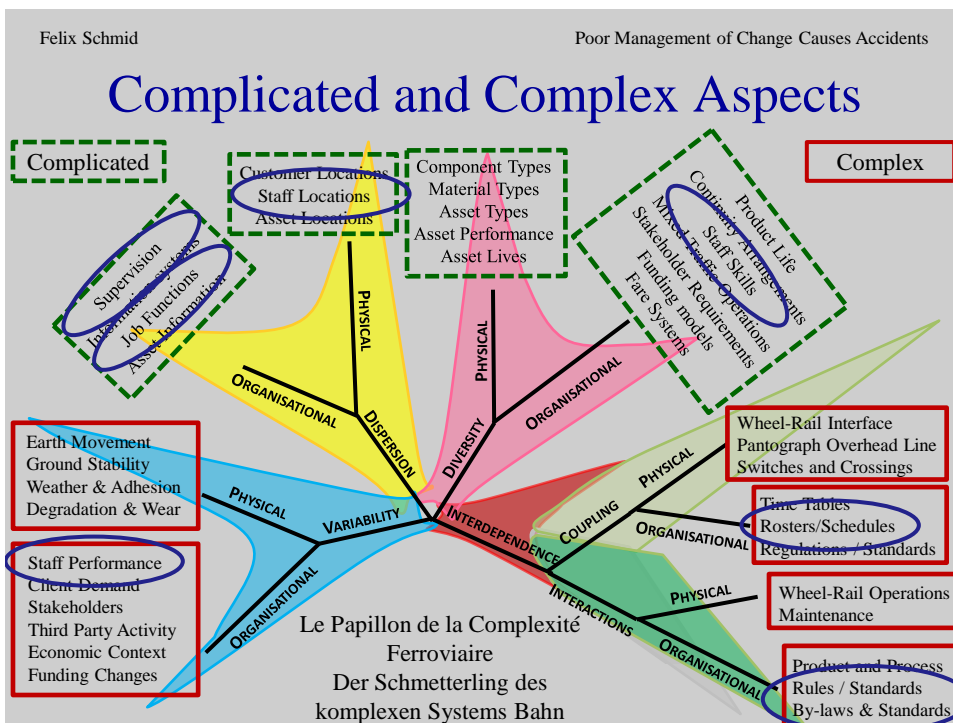 Felix Schmid
Poor Management of Change Causes Accidents
Complicated and Complex Aspects
Complicated
Customer Locations
Staff Locations
Asset Locations
Component Types
Material Types
Asset Types
Asset Performance
Asset Lives
Complex
Supervision
Information systems
Job Functions
Asset Information
Product Life
Continuity Arrangements
Staff Skills
Mixed Traffic Operations
Stakeholder Requirements
Funding models
Fare Systems
ORGANISATIONAL
PHYSICAL
DISPERSION
PHYSICAL
ORGANISATIONAL
DIVERSITY
Earth Movement
Ground Stability
Weather & Adhesion
Degradation & Wear
PHYSICAL
VARIABILITY
ORGANISATIONAL
Staff Performance
Client Demand
Stakeholders
Third Party Activity
Economic Context
Funding Changes
INTERDEPENDENCE
COUPLING
PHYSICAL
ORGANISATIONAL
Wheel-Rail Interface
Pantograph Overhead Line
Switches and Crossings
Time Tables
Rosters/Schedules
Regulations / Standards
INTERACTIONS
PHYSICAL
ORGANISATIONAL
Wheel-Rail Operations
Maintenance
Product and Process
Rules / Standards
By-laws & Standards
Le Papillon de la Complexité
Ferroviaire
Der Schmetterling des
komplexen Systems Bahn